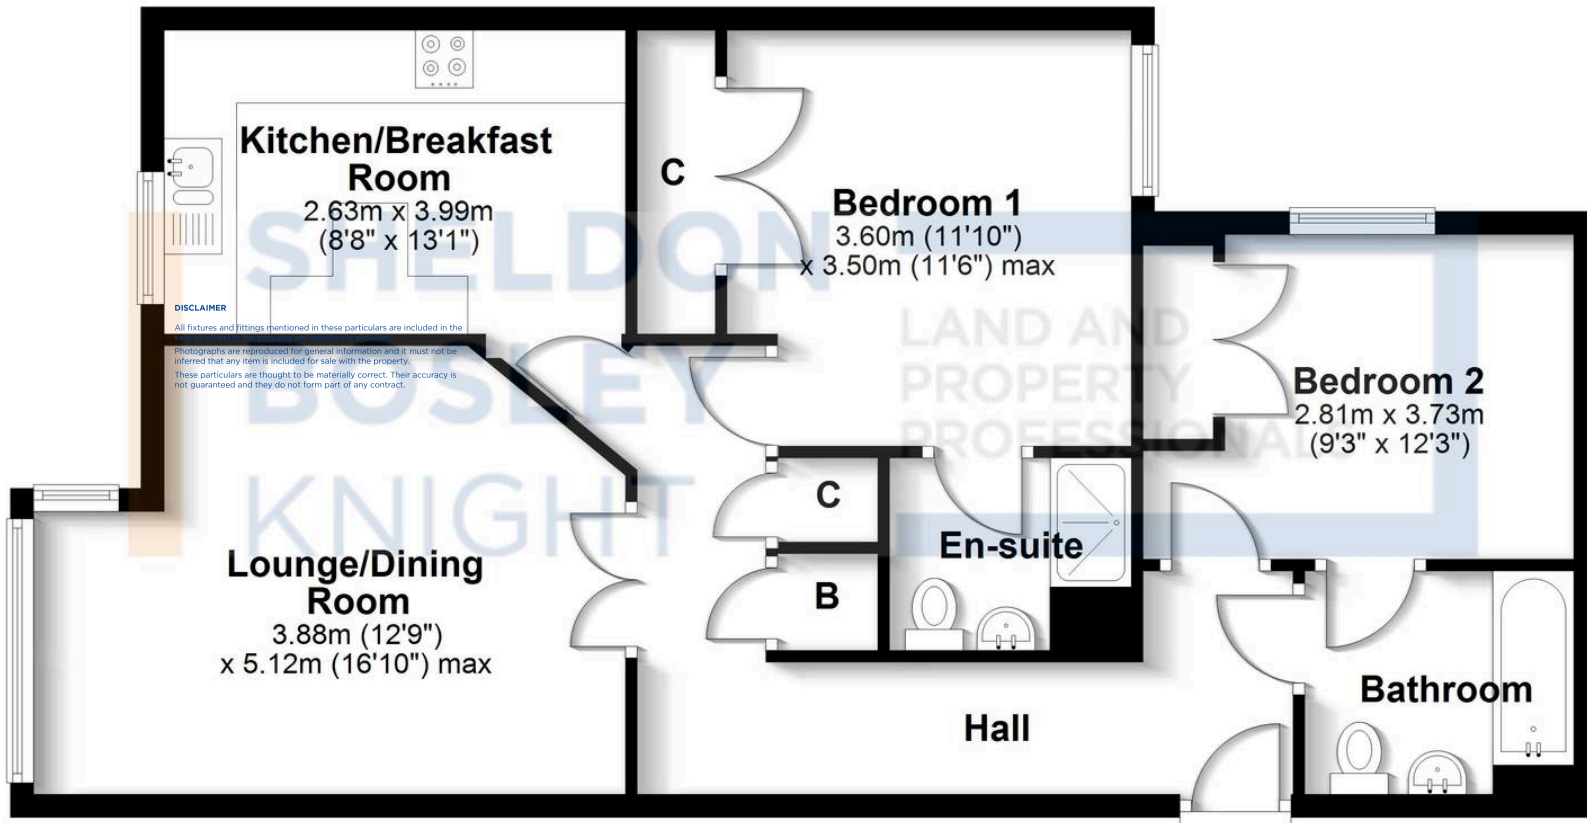 Kitchen/Breakfast
Room
2.63m x 3.99m
(8'8" x 13'1")
C
Bedroom 1
3.60m (11'10")
x 3.50m (11'6") max
SHELDON
BOSLEY
KNIGHT
LAND AND
PROPERTY
PROFESSIONALS
DISCLAIMER
All fixtures and fittings mentioned in these particulars are included in the
Photographs are reproduced for general information and it must not be
inferred that any item is included for sale with the property.
These particulars are thought to be materially correct. Their accuracy is
not guaranteed and they do not form part of any contract.
Bedroom 2
2.81m x 3.73m
(9'3" x 12'3")
C
En-suite
Lounge/Dining
Room
3.88m (12'9")
x 5.12m (16'10") max
B
Bathroom
Hall